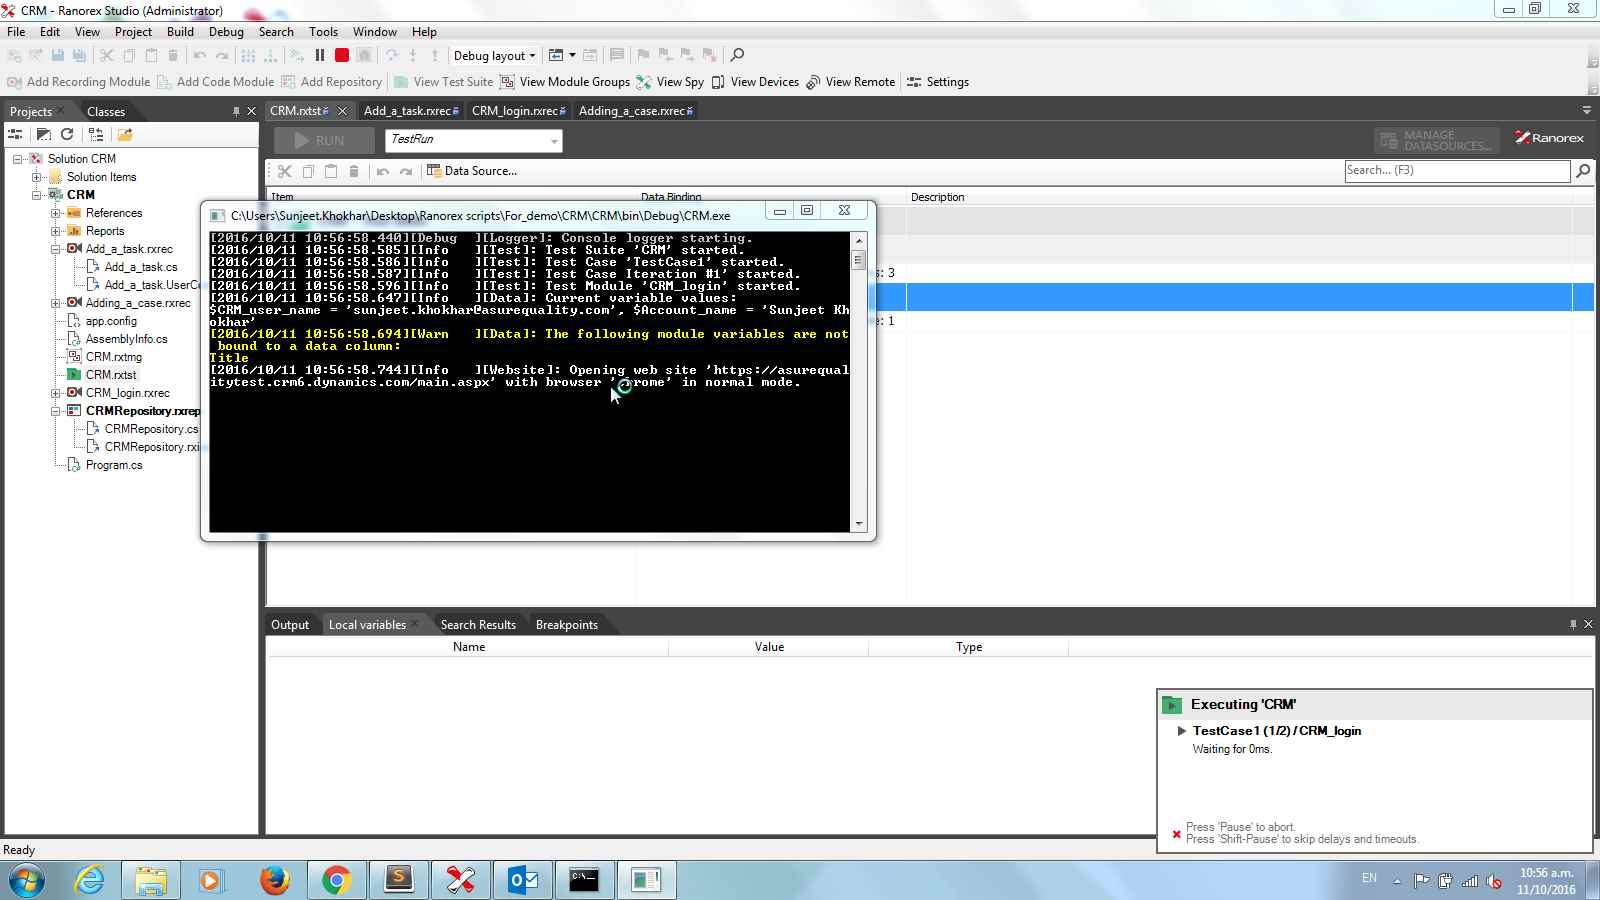 CRM - Ranorex Studio (Administrator)
File Edit View Project Build Debug Search Tools Window Help
Debug layout
Add Recording Module Add Code Module Add Repository View Test Suite View Module Groups View Spy View Devices View Remote Settings
Projects Classes
CRM.rxtst Add_a_task.rxrec CRM_login.rxrec Adding_a_case.rxrec
RUN TestRun MANAGE DATASOURCES... Ranorex
Data Source... Search... (F3)
Item Data Binding Description
Solution CRM
Solution Items
CRM
References
Reports
Add_a_task.rxrec
Add_a_task.cs
Add_a_task.UserCo
Adding_a_case.rxrec
app.config
AssemblyInfo.cs
CRM.rxtmg
CRM.rxtst
CRM_login.rxrec
CRMRepository.rxrep
CRMRepository.cs
CRMRepository.rxi
Program.cs
C:\Users\Sunjeet.Khokhar\Desktop\Ranorex scripts\For_demo\CRM\CRM\bin\Debug\CRM.exe
[2016/10/11 10:56:58.440][Debug ][Logger]: Console logger starting.
[2016/10/11 10:56:58.585][Info ][Test]: Test Suite 'CRM' started.
[2016/10/11 10:56:58.586][Info ][Test]: Test Case 'TestCase1' started.
[2016/10/11 10:56:58.587][Info ][Test]: Test Case Iteration #1' started.
[2016/10/11 10:56:58.596][Info ][Test]: Test Module 'CRM_login' started.
[2016/10/11 10:56:58.647][Info ][Data]: Current variable values:
$CRM_user_name = 'sunjeet.khokhar@asurequality.com', $Account_name = 'Sunjeet Kh
okhar'
[2016/10/11 10:56:58.694][Warn ][Data]: The following module variables are not
bound to a data column:
Title
[2016/10/11 10:56:58.744][Info ][Website]: Opening web site 'https://asurequal
itytest.crm6.dynamics.com/main.aspx' with browser 'rome' in normal mode.
s: 3
e: 1
Output Local variables Search Results Breakpoints
Name Value Type
Executing 'CRM'
TestCase1 (1/2) / CRM_login
Waiting for 0ms.
Press 'Pause' to abort.
Press 'Shift-Pause' to skip delays and timeouts.
Ready
EN
10:56 a.m.
11/10/2016